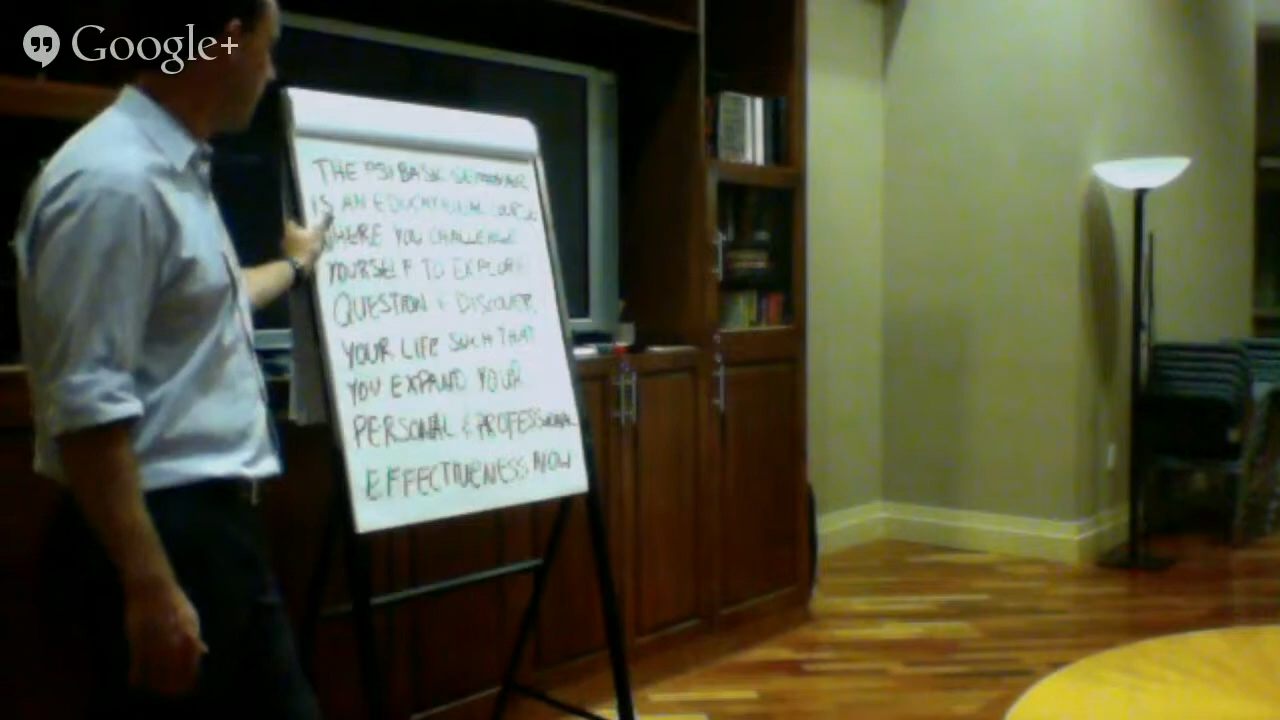 Google+
THE PSI BASIC SEMINAR
IS AN EDUCATIONAL COURSE
WHERE YOU CHALLENGE
YOURSELF TO EXPLORE
QUESTION & DISCOVER
YOUR LIFE SUCH THAT
YOU EXPAND YOUR
PERSONAL & PROFESSIONAL
EFFECTIVENESS NOW